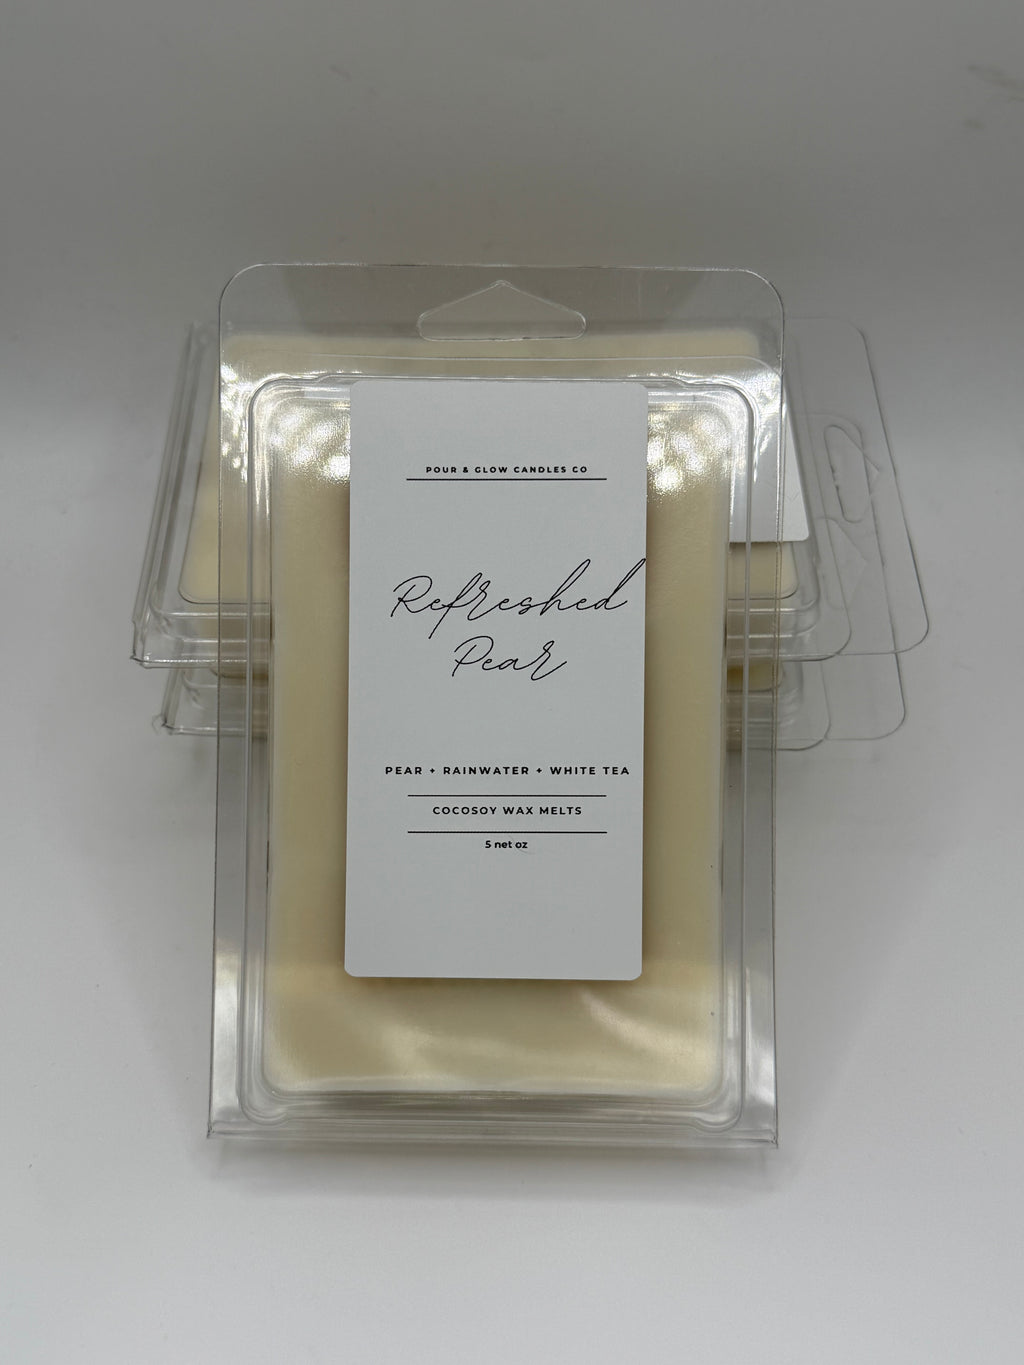 POUR & GLOW CANDLES CO
Refreshed
Pear
PEAR + RAINWATER + WHITE TEA
COCOSOY WAX MELTS
5 net oz